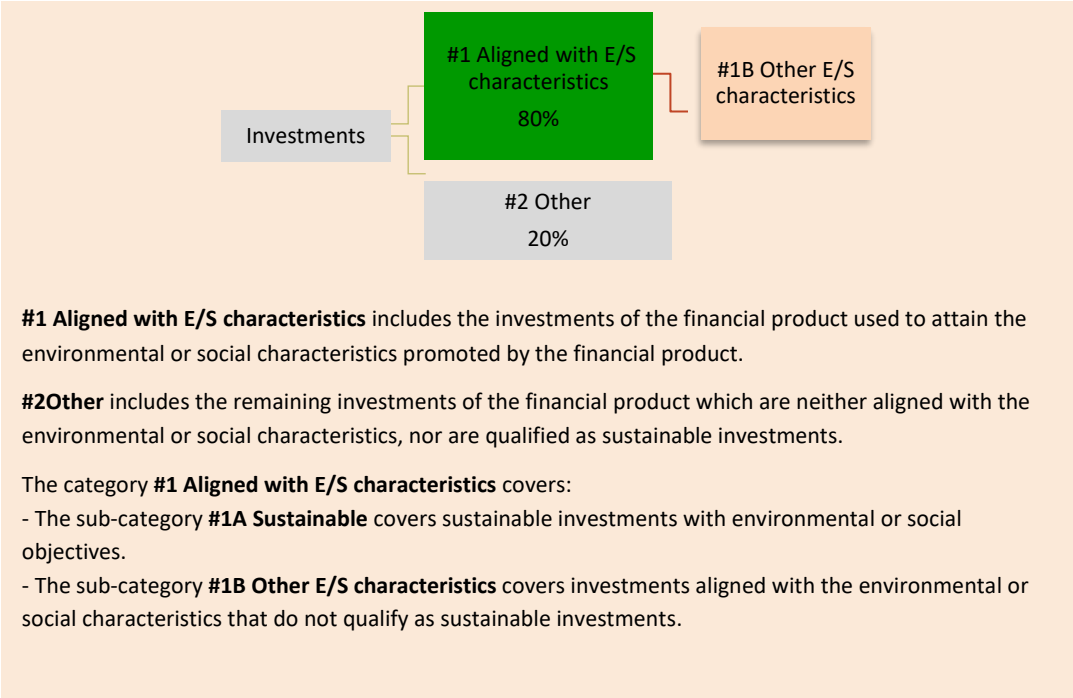 #1 Aligned with E/S
characteristics
80%
#1B Other E/S
characteristics
Investments
#2 Other
20%
#1 Aligned with E/S characteristics includes the investments of the financial product used to attain the
environmental or social characteristics promoted by the financial product.
#2Other includes the remaining investments of the financial product which are neither aligned with the
environmental or social characteristics, nor are qualified as sustainable investments.
The category #1 Aligned with E/S characteristics covers:
- The sub-category #1A Sustainable covers sustainable investments with environmental or social
objectives.
- The sub-category #1B Other E/S characteristics covers investments aligned with the environmental or
social characteristics that do not qualify as sustainable investments.